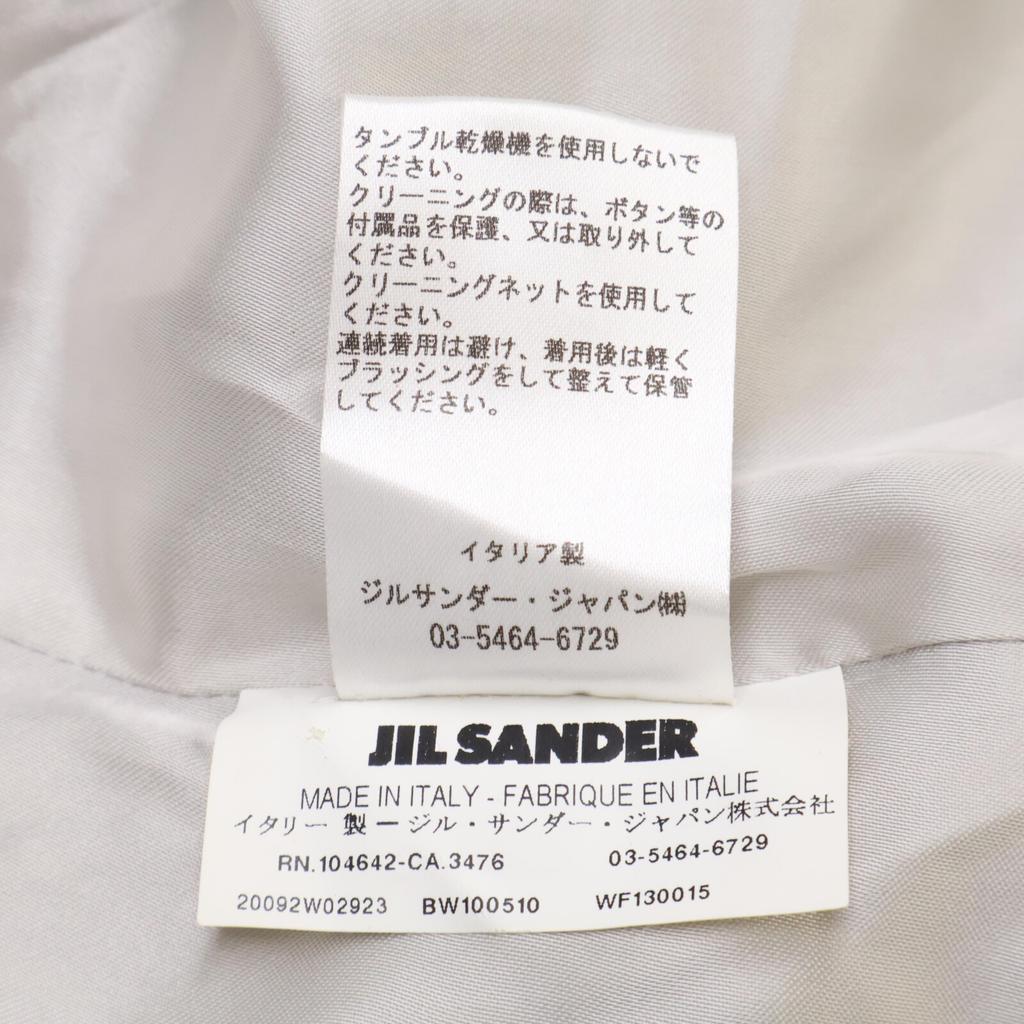 タンブル乾燥機を使用しないで
ください。
クリーニングの際は、ボタン等の
付属品を保護、又は取り外して
ください。
クリーニングネットを使用して
ください。
連続着用は避け、着用後は軽く
ブラッシングをして整えて保管
してください。
イタリア製
ジルサンダー・ジャパン㈱
03-5464-6729
JIL SANDER
MADE IN ITALY - FABRIQUE EN ITALIE
イタリー 製 ー ジル・サンダー・ジャパン株式会社
RN.104642-CA.3476 03-5464-6729
20092W02923 BW100510 WF130015